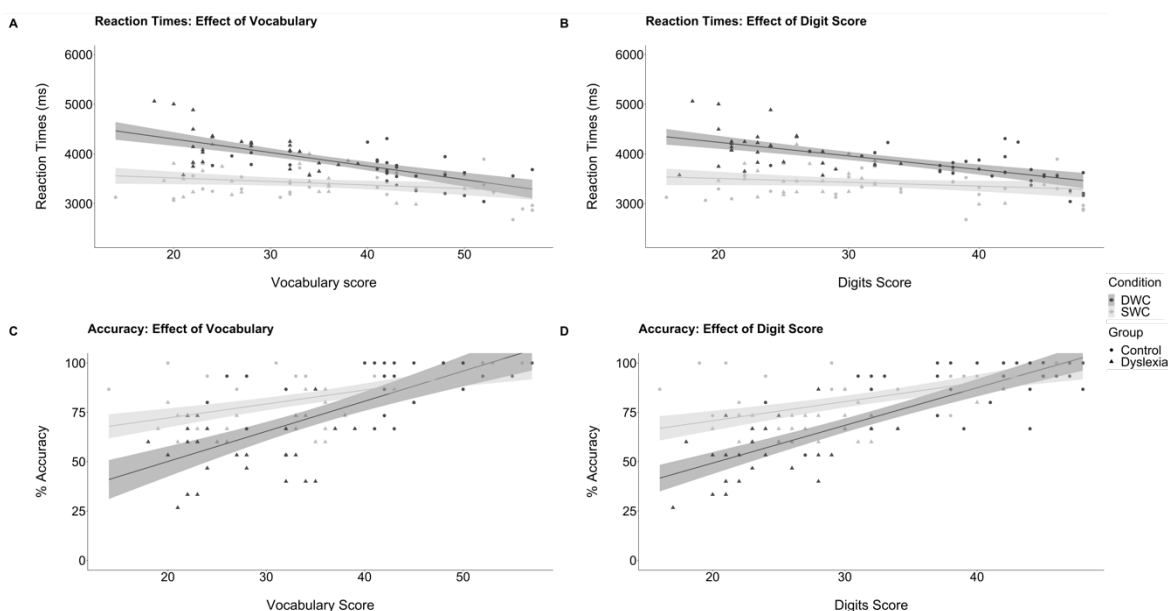 A
Reaction Times: Effect of Vocabulary
6000
5000
4000
3000
Reaction Times (ms)
20
30
40
50
Vocabulary score
B
Reaction Times: Effect of Digit Score
6000
5000
4000
3000
Reaction Times (ms)
20
30
40
Digits Score
Condition
DWC
SWC
Group
Control
Dyslexia
C
Accuracy: Effect of Vocabulary
100
75
50
25
0
% Accuracy
20
30
40
50
Vocabulary Score
D
Accuracy: Effect of Digit Score
100
75
50
25
0
% Accuracy
20
30
40
Digits Score